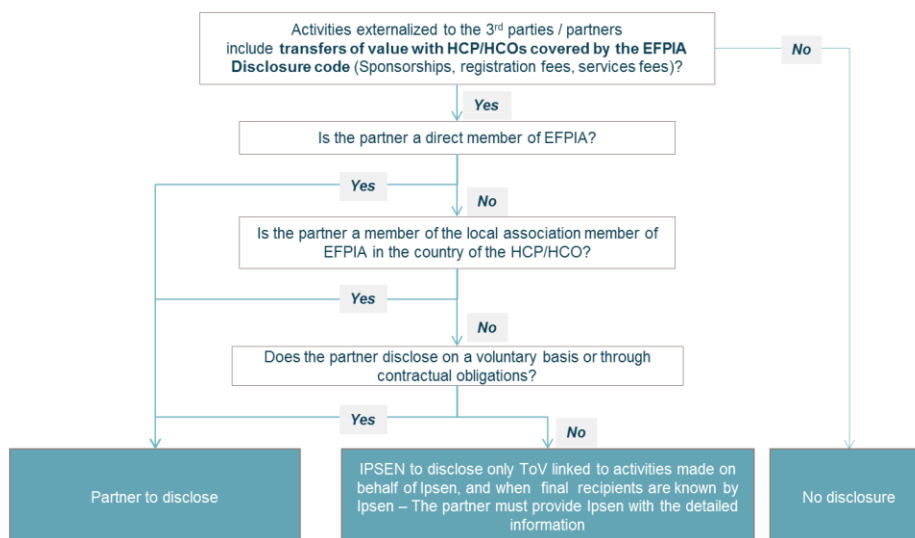 Activities externalized to the 3rd parties / partners
include transfers of value with HCP/HCOs covered by the EFPIA
Disclosure code (Sponsorships, registration fees, services fees)?
No
Yes
Is the partner a direct member of EFPIA?
Yes
No
Is the partner a member of the local association member of
EFPIA in the country of the HCP/HCO?
Yes
No
Does the partner disclose on a voluntary basis or through
contractual obligations?
Yes
No
Partner to disclose
IPSEN to disclose only ToV linked to activities made on
behalf of Ipsen, and when final recipients are known by
Ipsen – The partner must provide Ipsen with the detailed
information
No disclosure